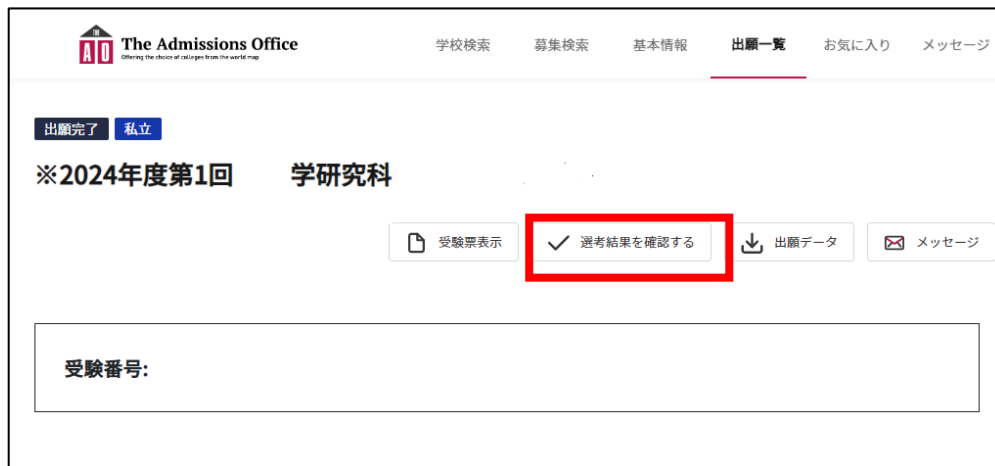 THE
AO
The Admissions Office
Offering the choice of colleges from the world map
学校検索 募集検索 基本情報 出願一覧 お気に入り メッセージ
出願完了 私立
※2024年度第1回 学研究科
受験票表示 選考結果を確認する 出願データ メッセージ
受験番号: